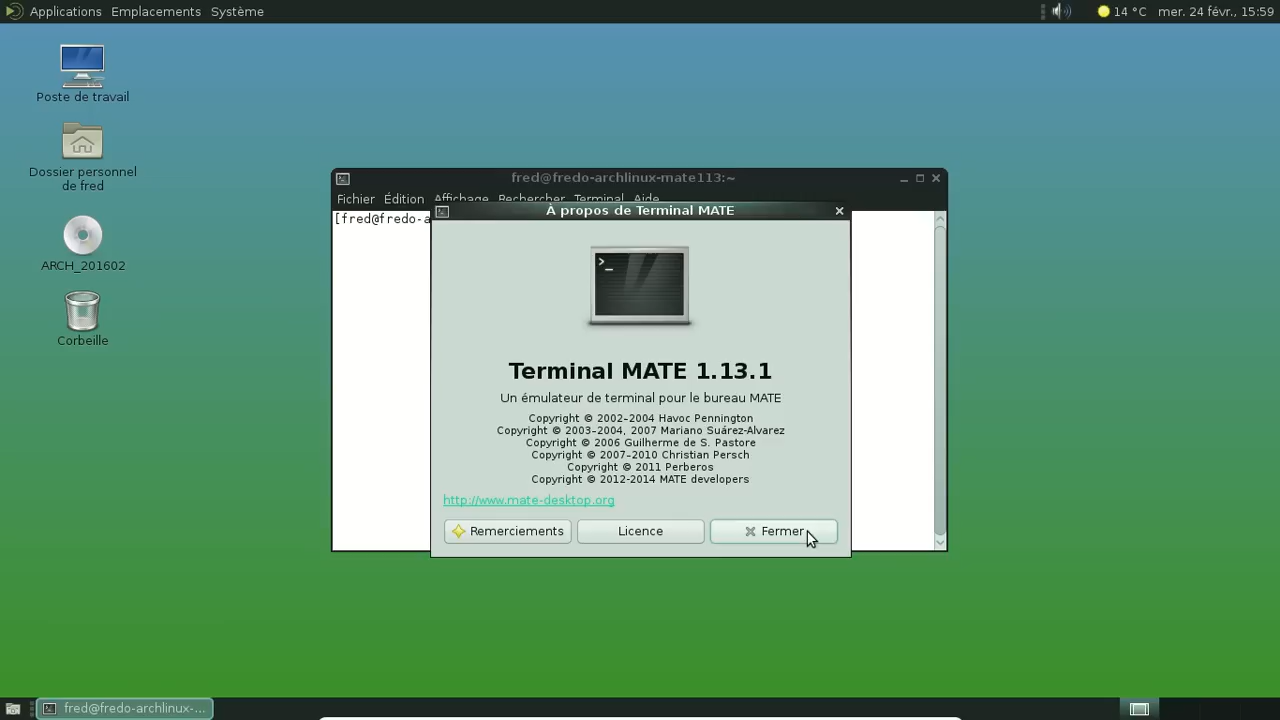 Applications Emplacements Système
14 °C mer. 24 févr., 15:59
Poste de travail
Dossier personnel
de fred
ARCH_201602
Corbeille
fred@fredo-archlinux-mate113:~
Fichier Édition Affichage Rechercher Terminal Aide
[fred@fredo-a
À propos de Terminal MATE
>_
Terminal MATE 1.13.1
Un émulateur de terminal pour le bureau MATE
Copyright © 2002–2004 Havoc Pennington
Copyright © 2003–2004, 2007 Mariano Suárez-Alvarez
Copyright © 2006 Guilherme de S. Pastore
Copyright © 2007–2010 Christian Persch
Copyright © 2011 Perberos
Copyright © 2012-2014 MATE developers
http://www.mate-desktop.org
Remerciements Licence Fermer
fred@fredo-archlinux-...